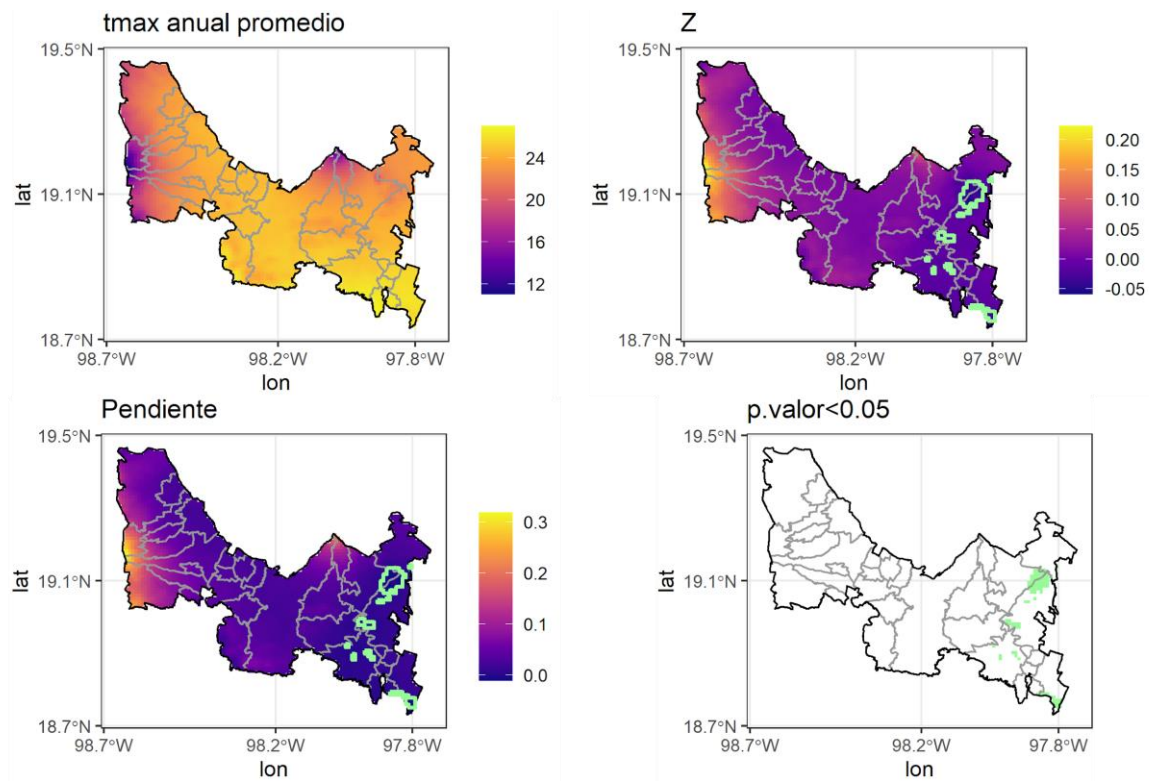 tmax anual promedio
19.5°N
19.1°N
18.7°N
lat
98.7°W 98.2°W 97.8°W
lon
24
20
16
12
Z
19.5°N
19.1°N
18.7°N
lat
98.7°W 98.2°W 97.8°W
lon
0.20
0.15
0.10
0.05
0.00
-0.05
Pendiente
19.5°N
19.1°N
18.7°N
lat
98.7°W 98.2°W 97.8°W
lon
0.3
0.2
0.1
0.0
p.valor<0.05
19.5°N
19.1°N
18.7°N
lat
98.7°W 98.2°W 97.8°W
lon